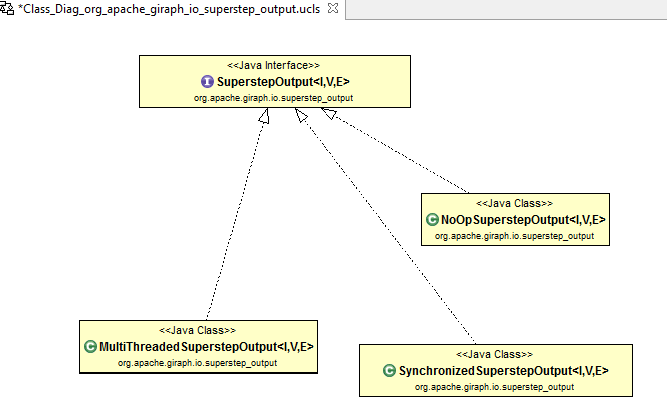 *Class_Diag_org_apache_giraph_io_superstep_output.ucls
<<Java Interface>>
I SuperstepOutput<I,V,E>
org.apache.giraph.io.superstep_output
<<Java Class>>
C NoOpSuperstepOutput<I,V,E>
org.apache.giraph.io.superstep_output
<<Java Class>>
C MultiThreadedSuperstepOutput<I,V,E>
org.apache.giraph.io.superstep_output
<<Java Class>>
C SynchronizedSuperstepOutput<I,V,E>
org.apache.giraph.io.superstep_output